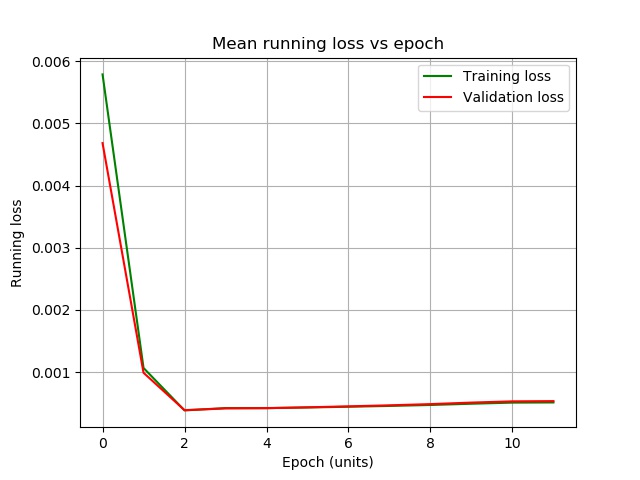 Mean running loss vs epoch
Training loss
Validation loss
0.006
0.005
0.004
0.003
0.002
0.001
Running loss
0 2 4 6 8 10
Epoch (units)